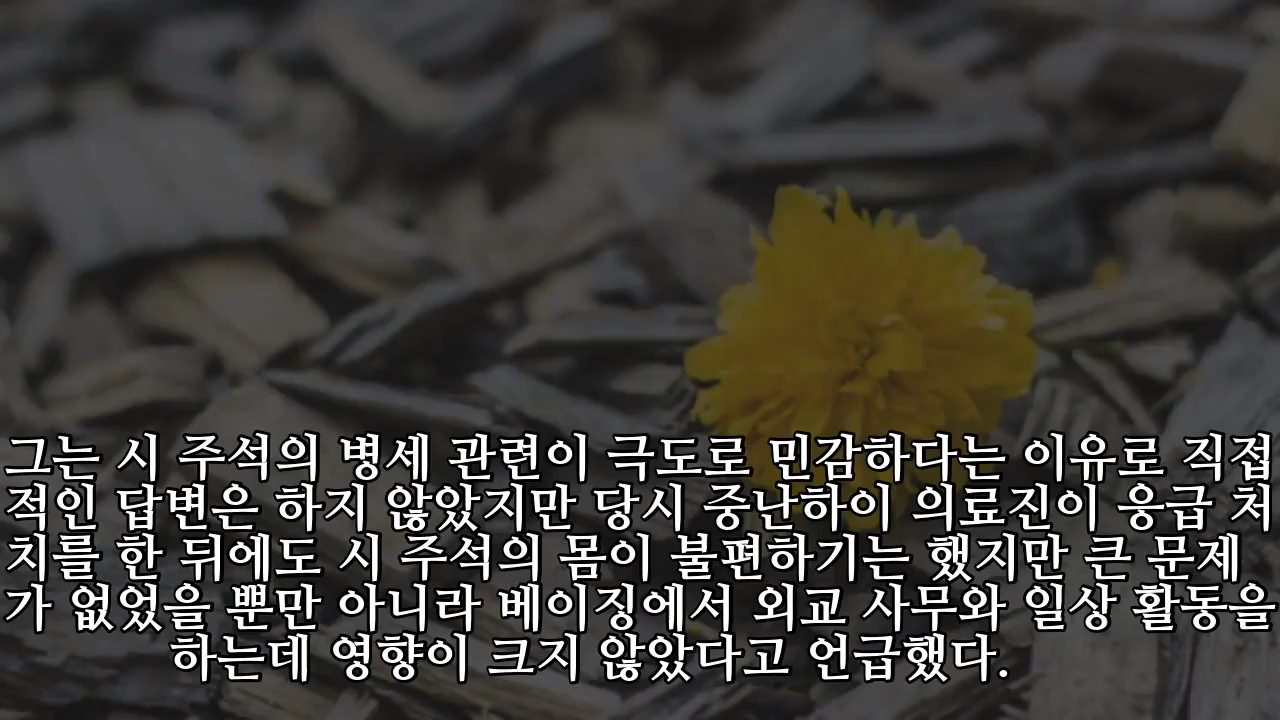 그는 시 주석의 병세 관련이 극도로 민감하다는 이유로 직접
적인 답변은 하지 않았지만 당시 중난하이 의료진이 응급 처
치를 한 뒤에도 시 주석의 몸이 불편하기는 했지만 큰 문제
가 없었을 뿐만 아니라 베이징에서 외교 사무와 일상 활동을
하는데 영향이 크지 않았다고 언급했다.